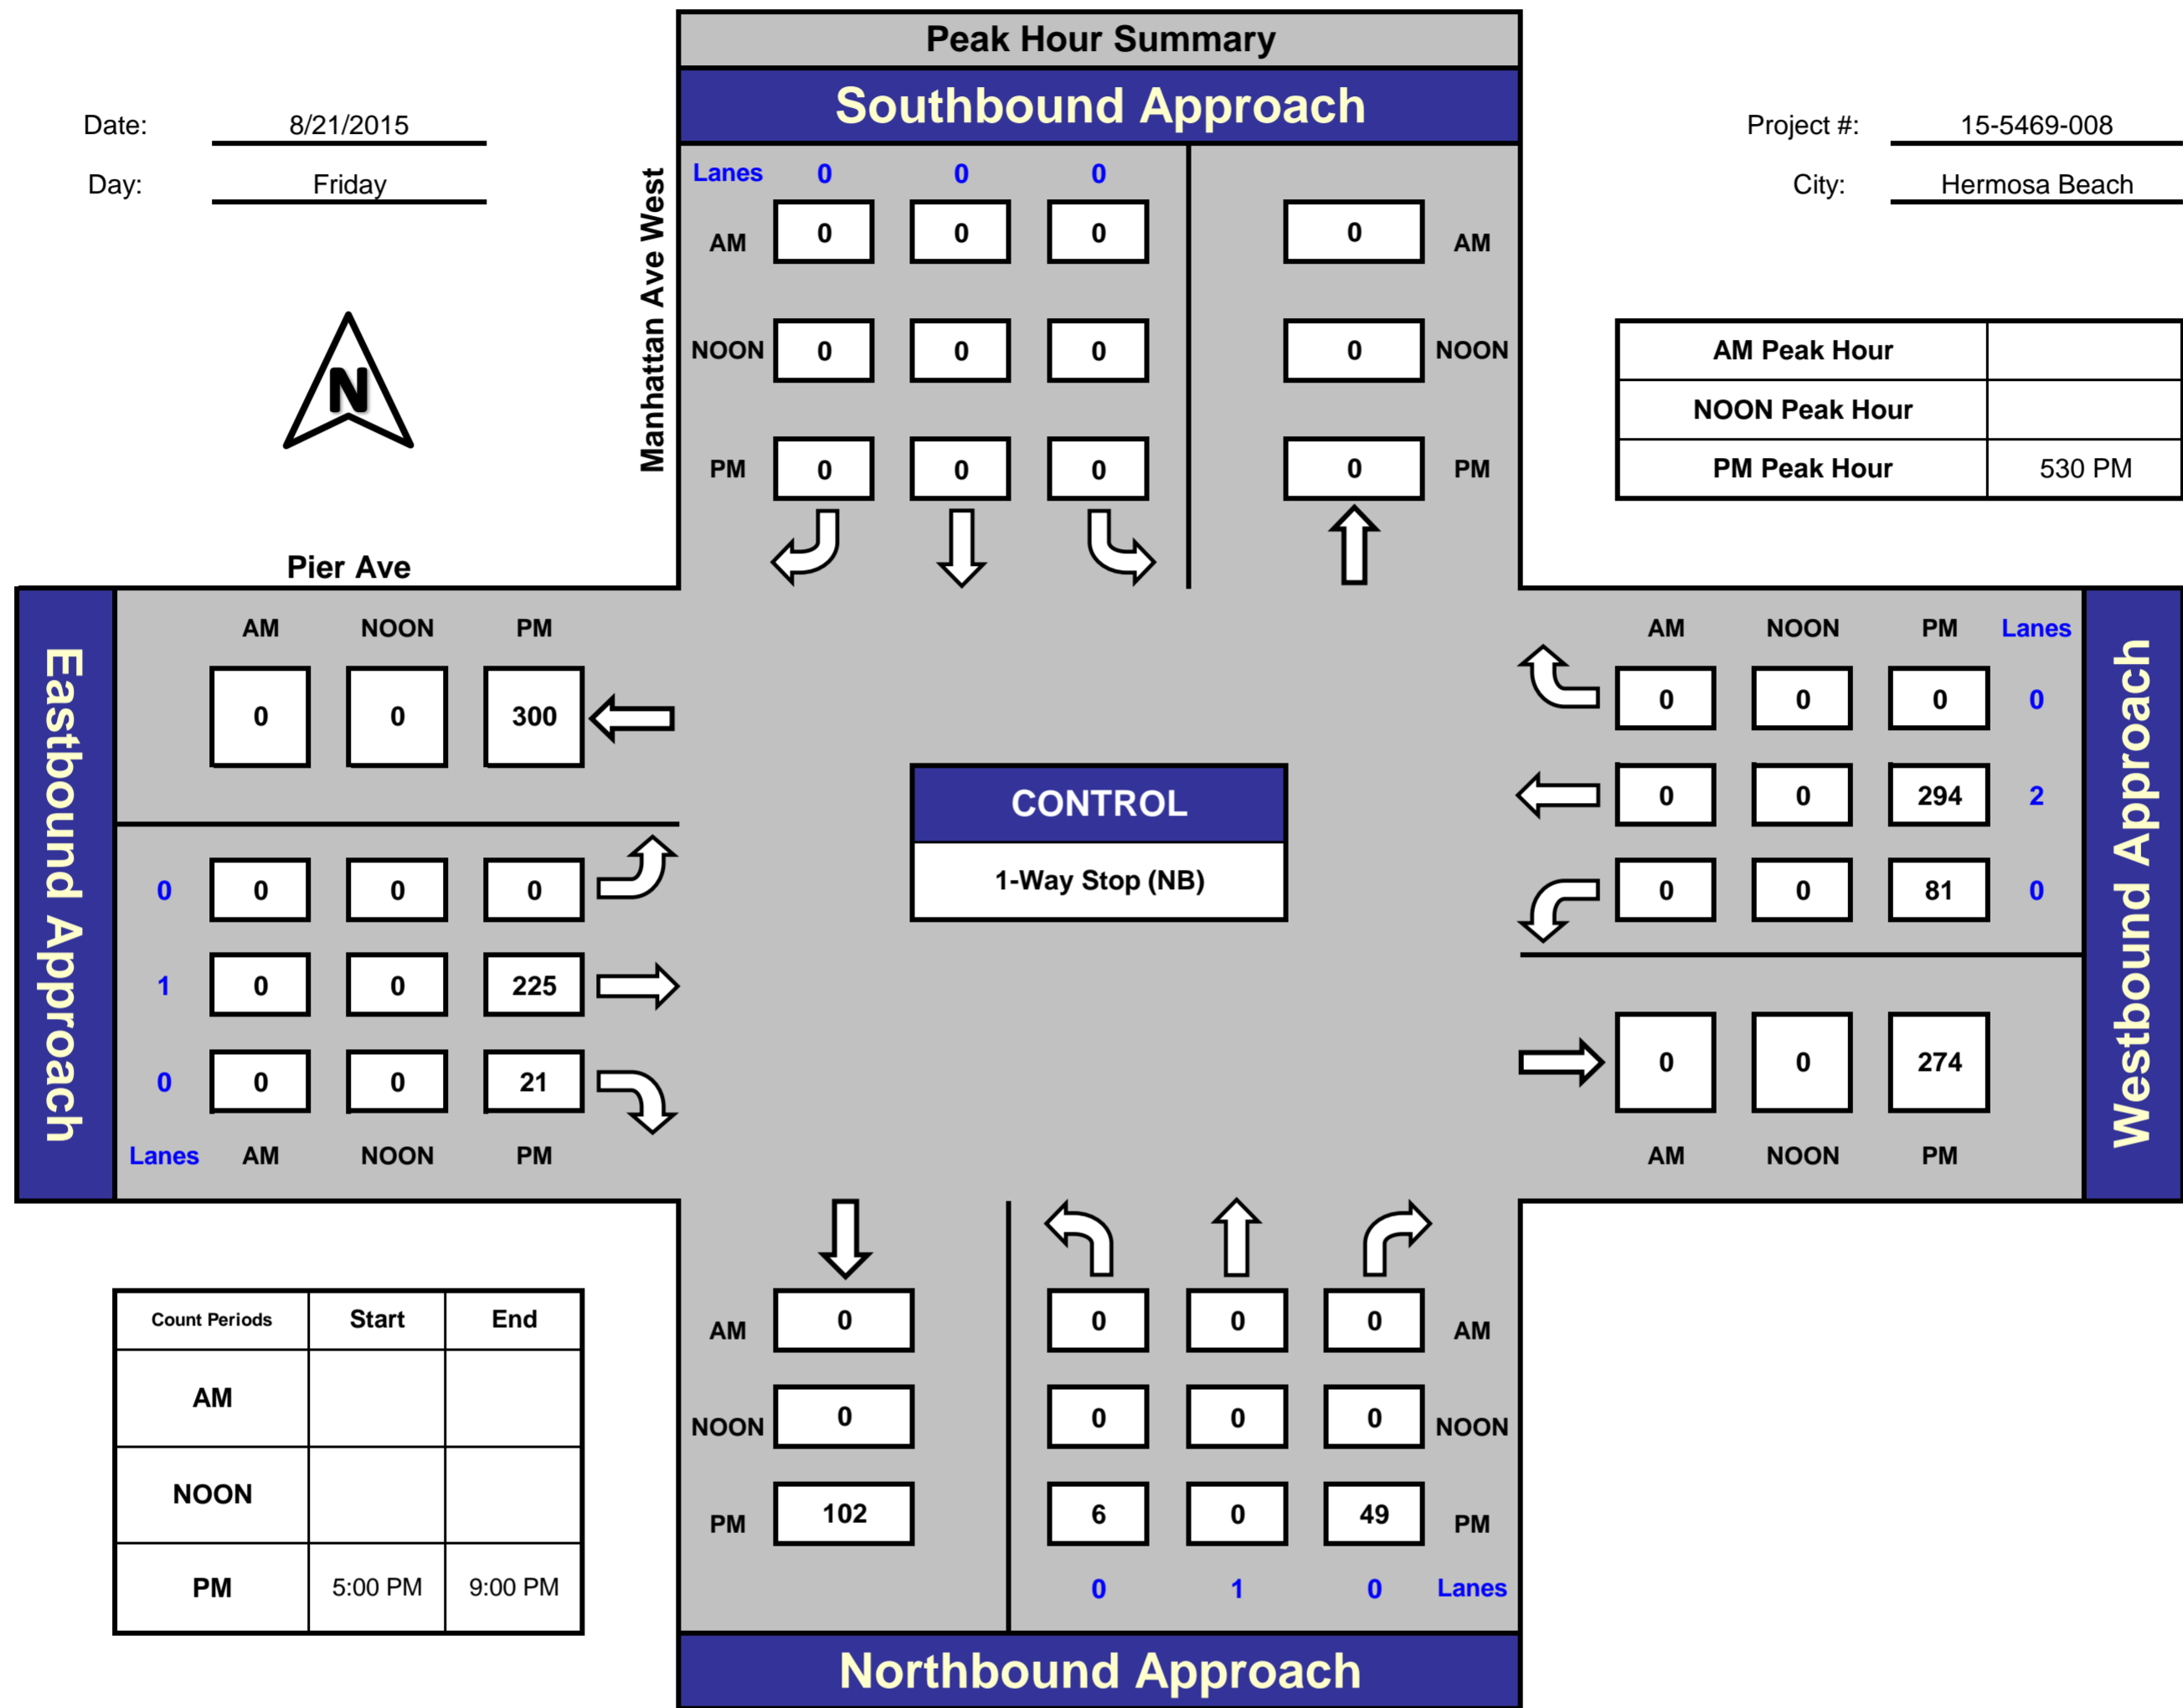 Peak Hour Summary
Southbound Approach
Date: 8/21/2015
Day: Friday
Project #: 15-5469-008
City: Hermosa Beach
Manhattan Ave West
Lanes 0 0 0
AM 0 0 0 0 AM
NOON 0 0 0 0 NOON
PM 0 0 0 0 PM
N
AM Peak Hour
NOON Peak Hour
PM Peak Hour 530 PM
Pier Ave
Eastbound Approach
AM NOON PM
0 0 300
0 0 0 0
1 0 0 225
0 0 0 21
Lanes AM NOON PM
CONTROL
1-Way Stop (NB)
AM NOON PM Lanes
0 0 0 0
0 0 294 2
0 0 81 0
0 0 274
AM NOON PM
Westbound Approach
Count Periods Start End
AM
NOON
PM 5:00 PM 9:00 PM
AM 0 0 0 0 AM
NOON 0 0 0 0 NOON
PM 102 6 0 49 PM
0 1 0 Lanes
Northbound Approach